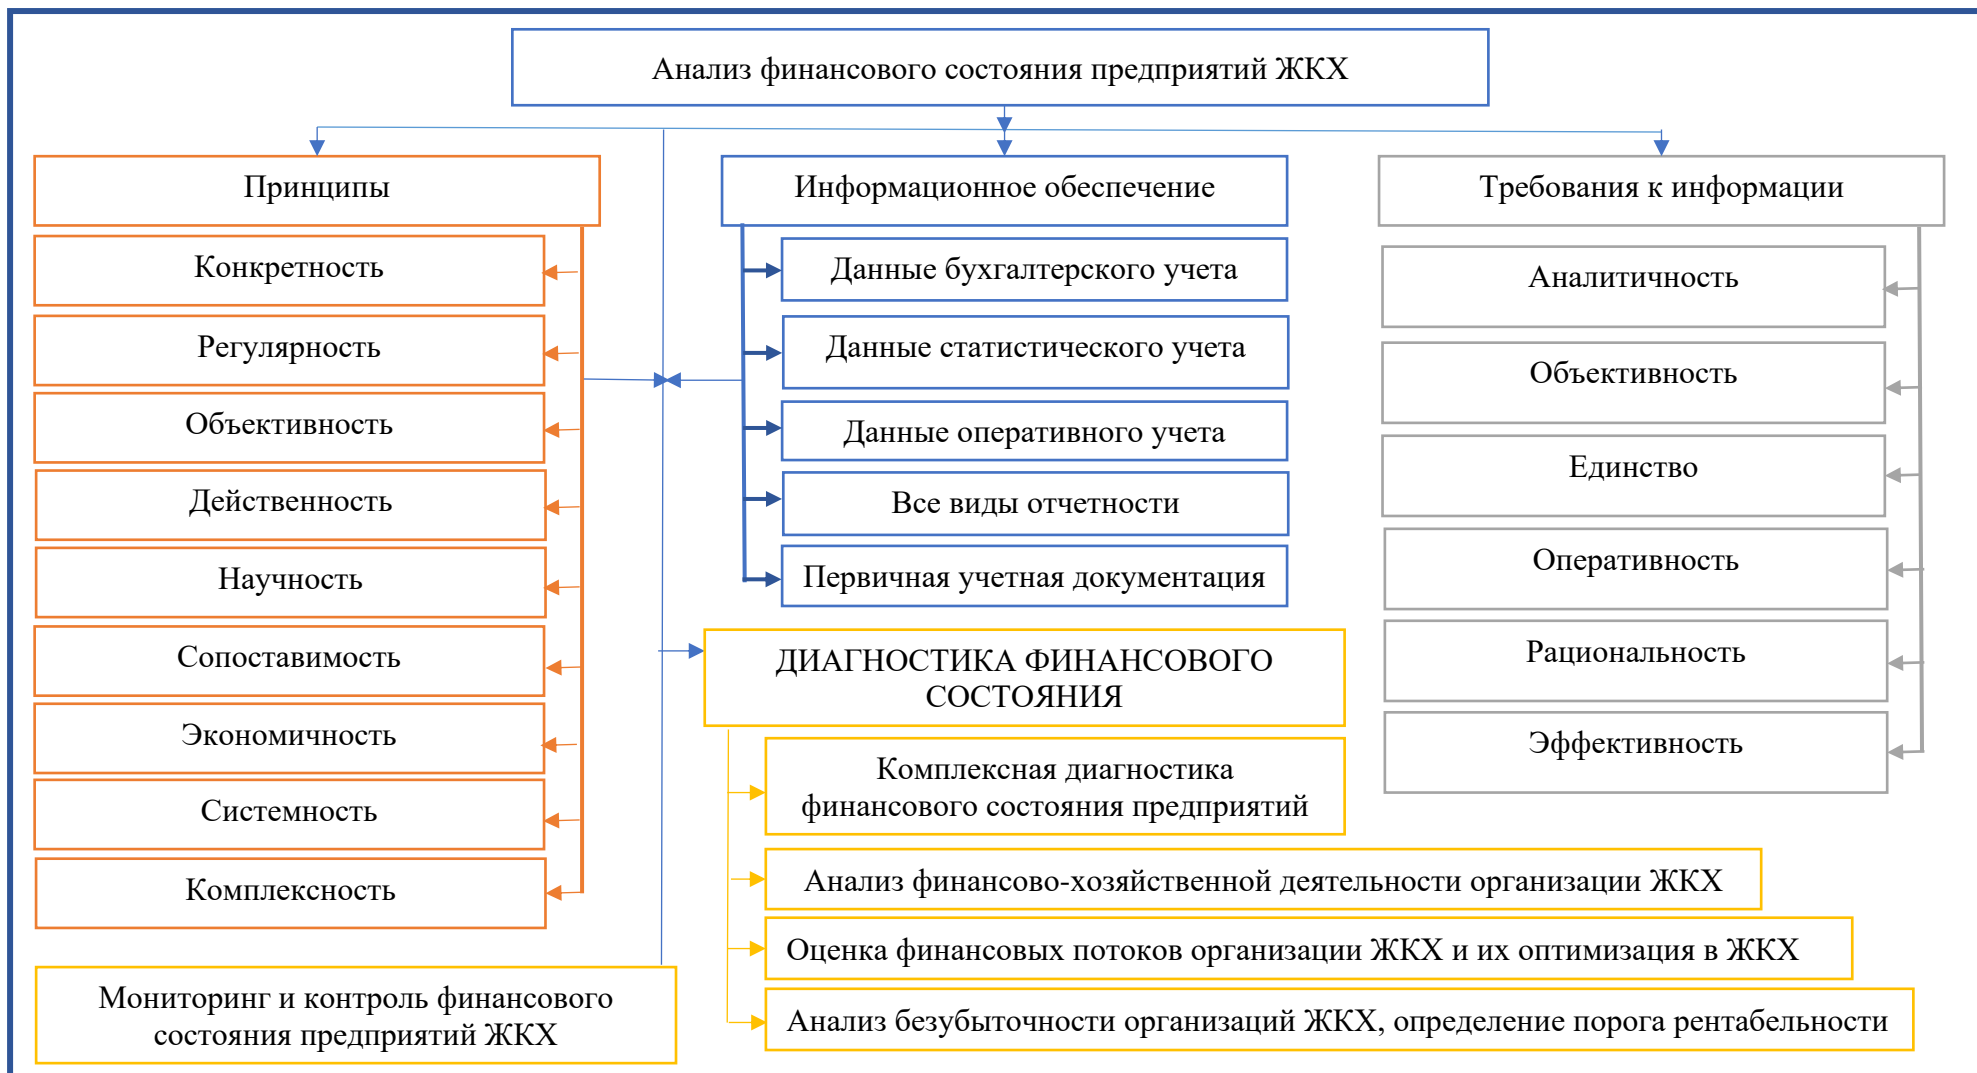 Анализ финансового состояния предприятий ЖКХ
Принципы
Конкретность
Регулярность
Объективность
Действенность
Научность
Сопоставимость
Экономичность
Системность
Комплексность
Мониторинг и контроль финансового
состояния предприятий ЖКХ
Информационное обеспечение
Данные бухгалтерского учета
Данные статистического учета
Данные оперативного учета
Все виды отчетности
Первичная учетная документация
ДИАГНОСТИКА ФИНАНСОВОГО
СОСТОЯНИЯ
Комплексная диагностика
финансового состояния предприятий
Анализ финансово-хозяйственной деятельности организации ЖКХ
Оценка финансовых потоков организации ЖКХ и их оптимизация в ЖКХ
Анализ безубыточности организаций ЖКХ, определение порога рентабельности
Требования к информации
Аналитичность
Объективность
Единство
Оперативность
Рациональность
Эффективность